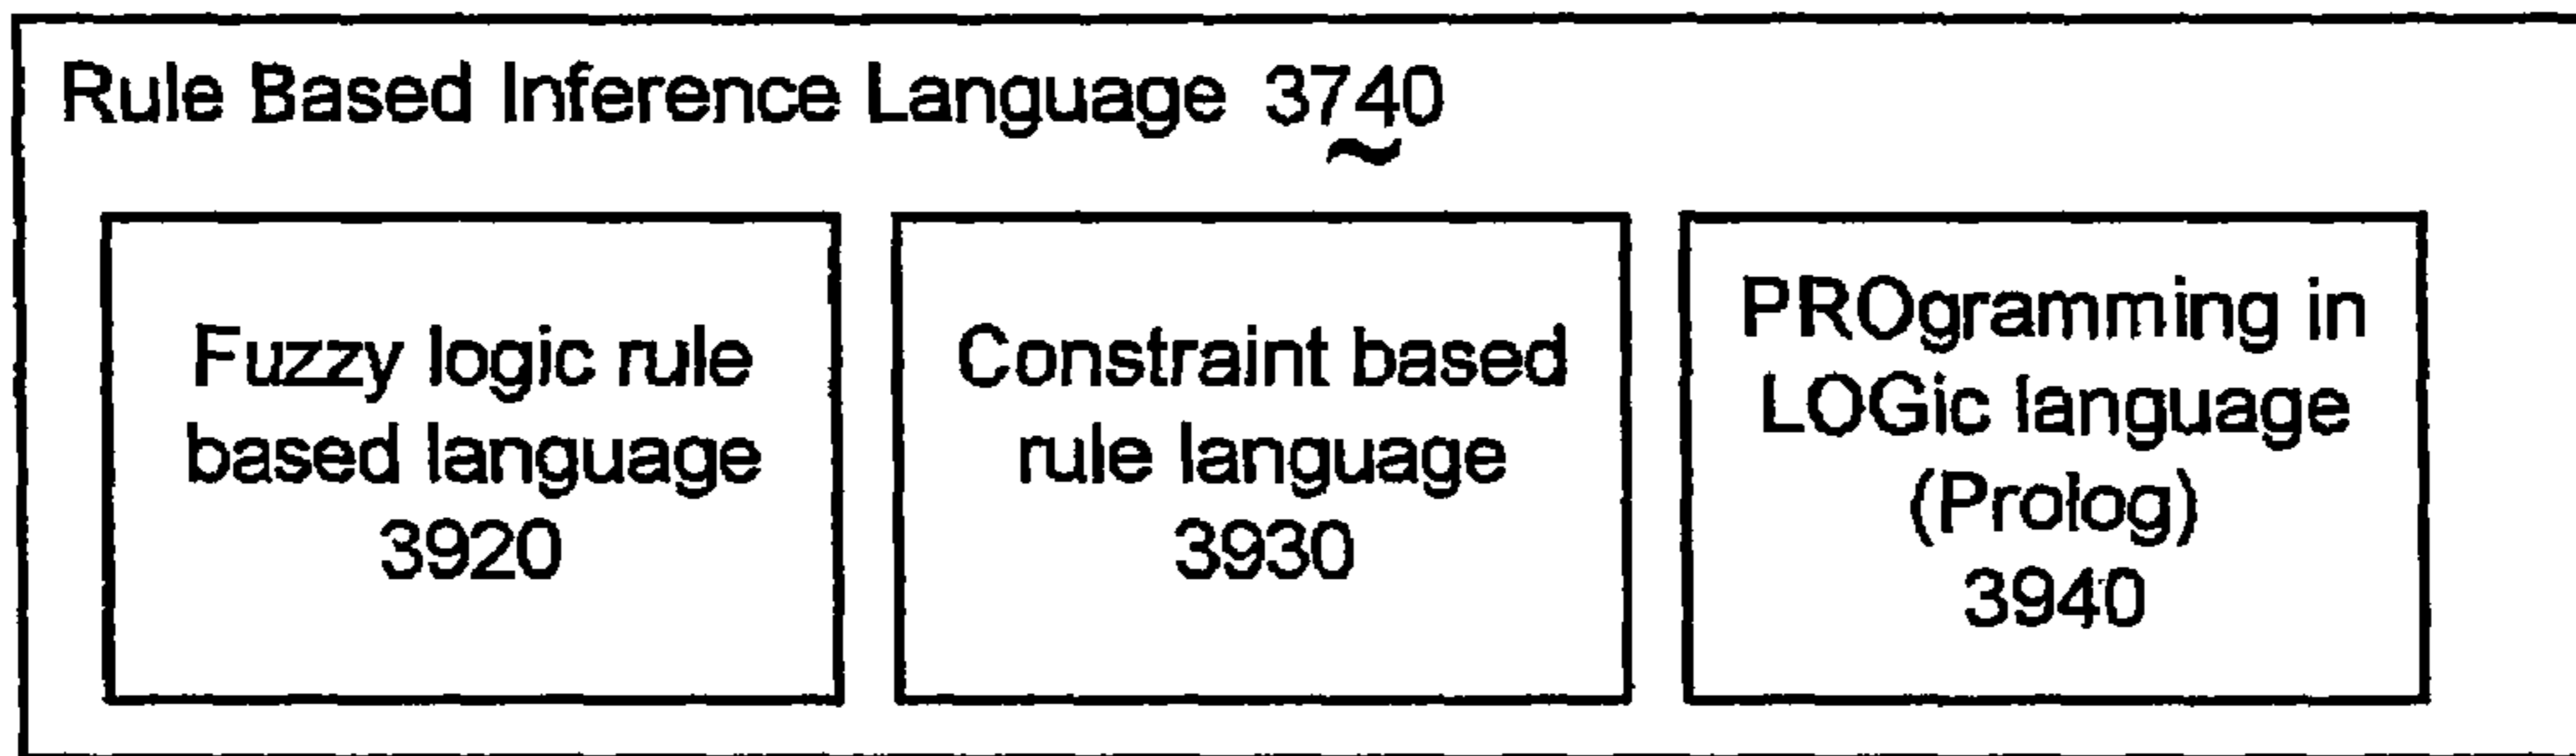 Rule Based Inference Language 3740
Fuzzy logic rule
based language
3920
Constraint based
rule language
3930
PROgramming in
LOGic language
(Prolog)
3940